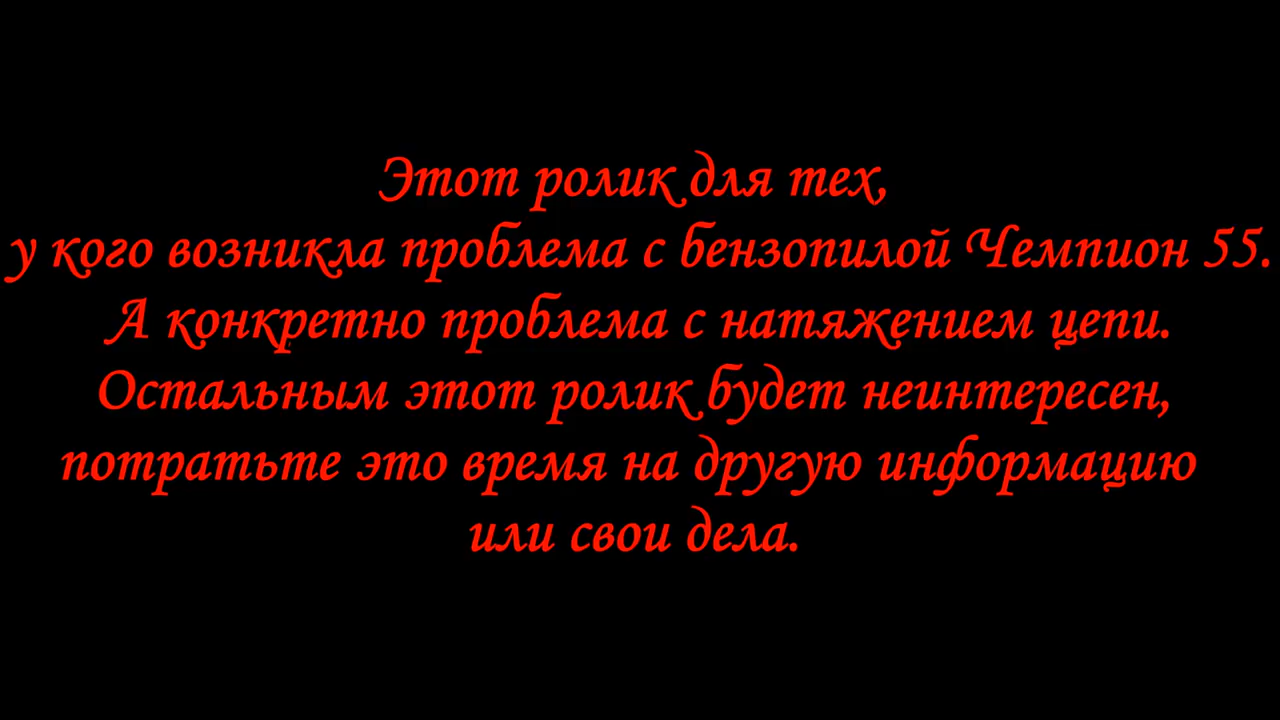 Этот ролик для тех,
у кого возникла проблема с бензопилой Чемпион 55.
А конкретно проблема с натяжением цепи.
Остальным этот ролик будет неинтересен,
потратьте это время на другую информацию
или свои дела.